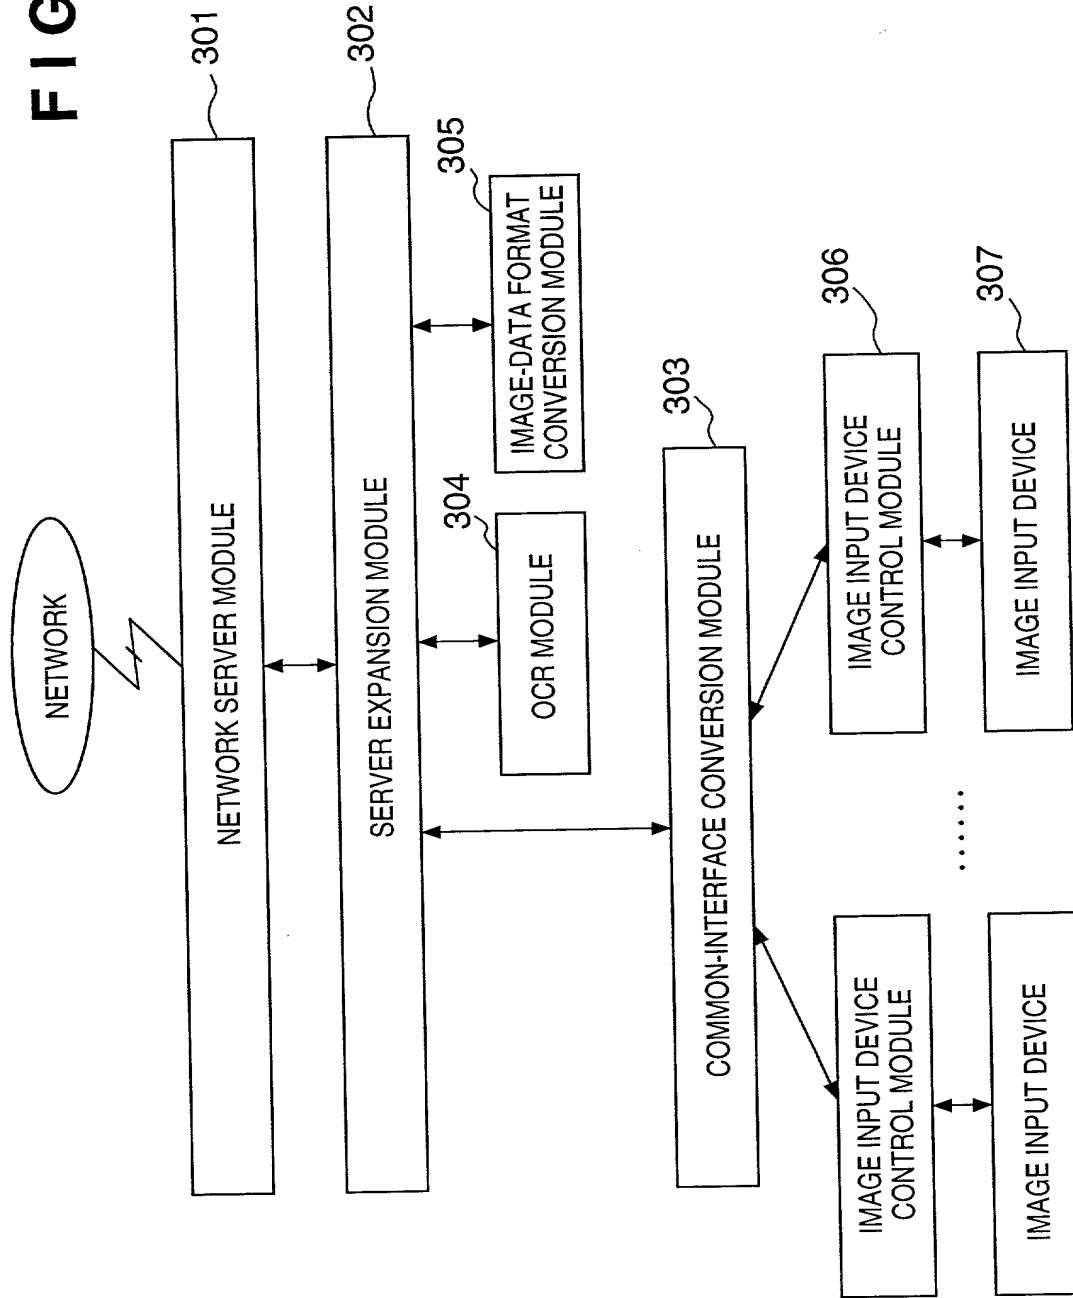 FIG
NETWORK
301
NETWORK SERVER MODULE
302
SERVER EXPANSION MODULE
304
OCR MODULE
305
IMAGE-DATA FORMAT
CONVERSION MODULE
303
COMMON-INTERFACE CONVERSION MODULE
IMAGE INPUT DEVICE
CONTROL MODULE
......
306
IMAGE INPUT DEVICE
CONTROL MODULE
IMAGE INPUT DEVICE
307
IMAGE INPUT DEVICE